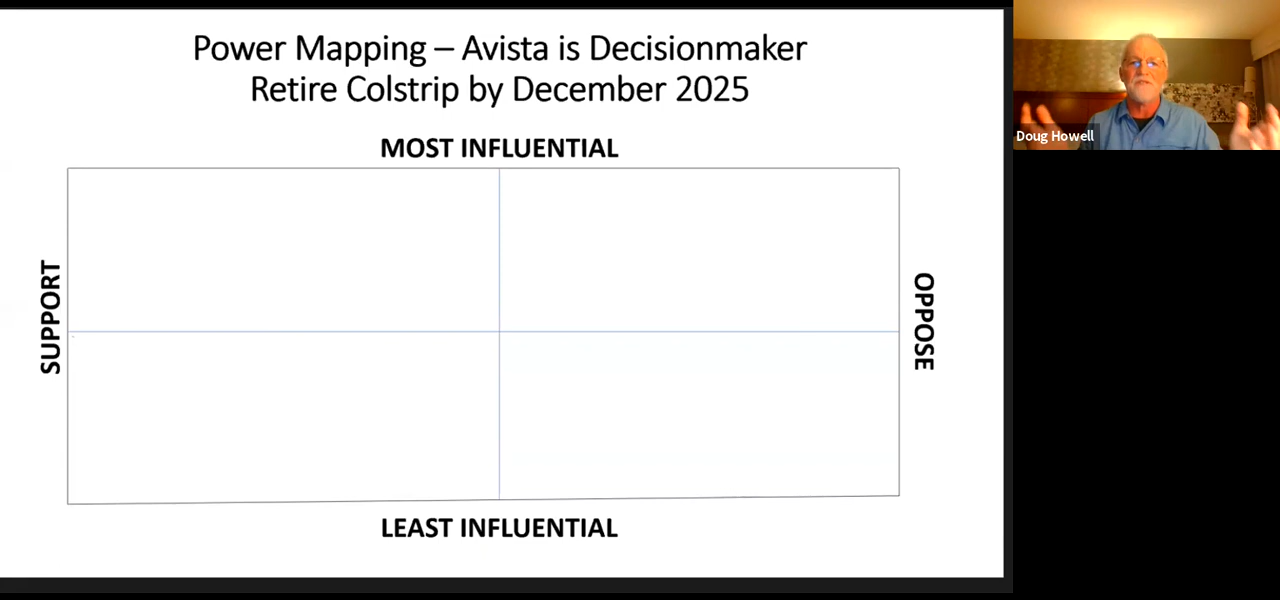 Power Mapping – Avista is Decisionmaker
Retire Colstrip by December 2025
MOST INFLUENTIAL
SUPPORT
OPPOSE
LEAST INFLUENTIAL
Doug Howell